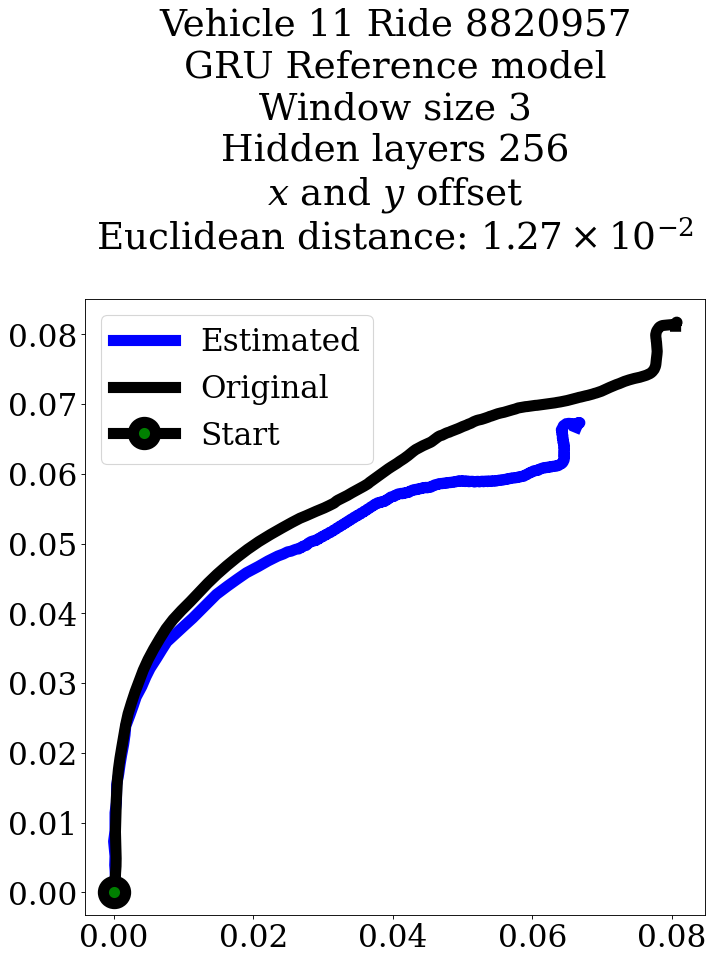 Vehicle 11 Ride 8820957
GRU Reference model
Window size 3
Hidden layers 256
x and y offset
Euclidean distance: 1.27 × 10⁻²
Estimated
Original
Start
0.08
0.07
0.06
0.05
0.04
0.03
0.02
0.01
0.00
0.00 0.02 0.04 0.06 0.08